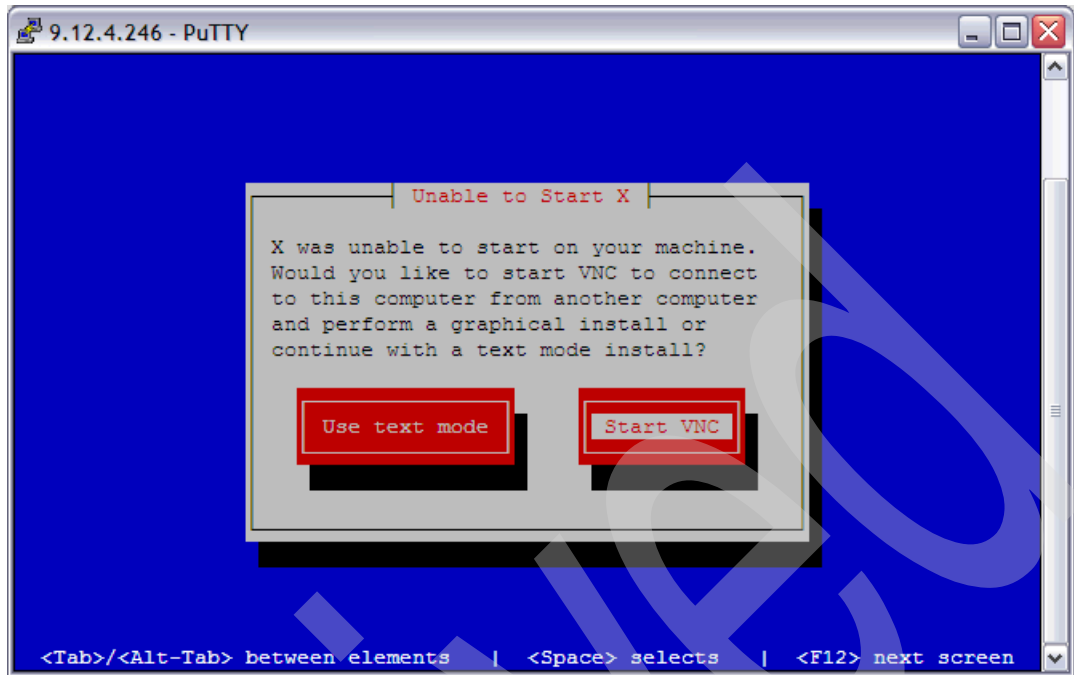 9.12.4.246 - PuTTY
Unable to Start X
X was unable to start on your machine.
Would you like to start VNC to connect
to this computer from another computer
and perform a graphical install or
continue with a text mode install?
Use text mode Start VNC
<Tab>/<Alt-Tab> between elements | <Space> selects | <F12> next screen